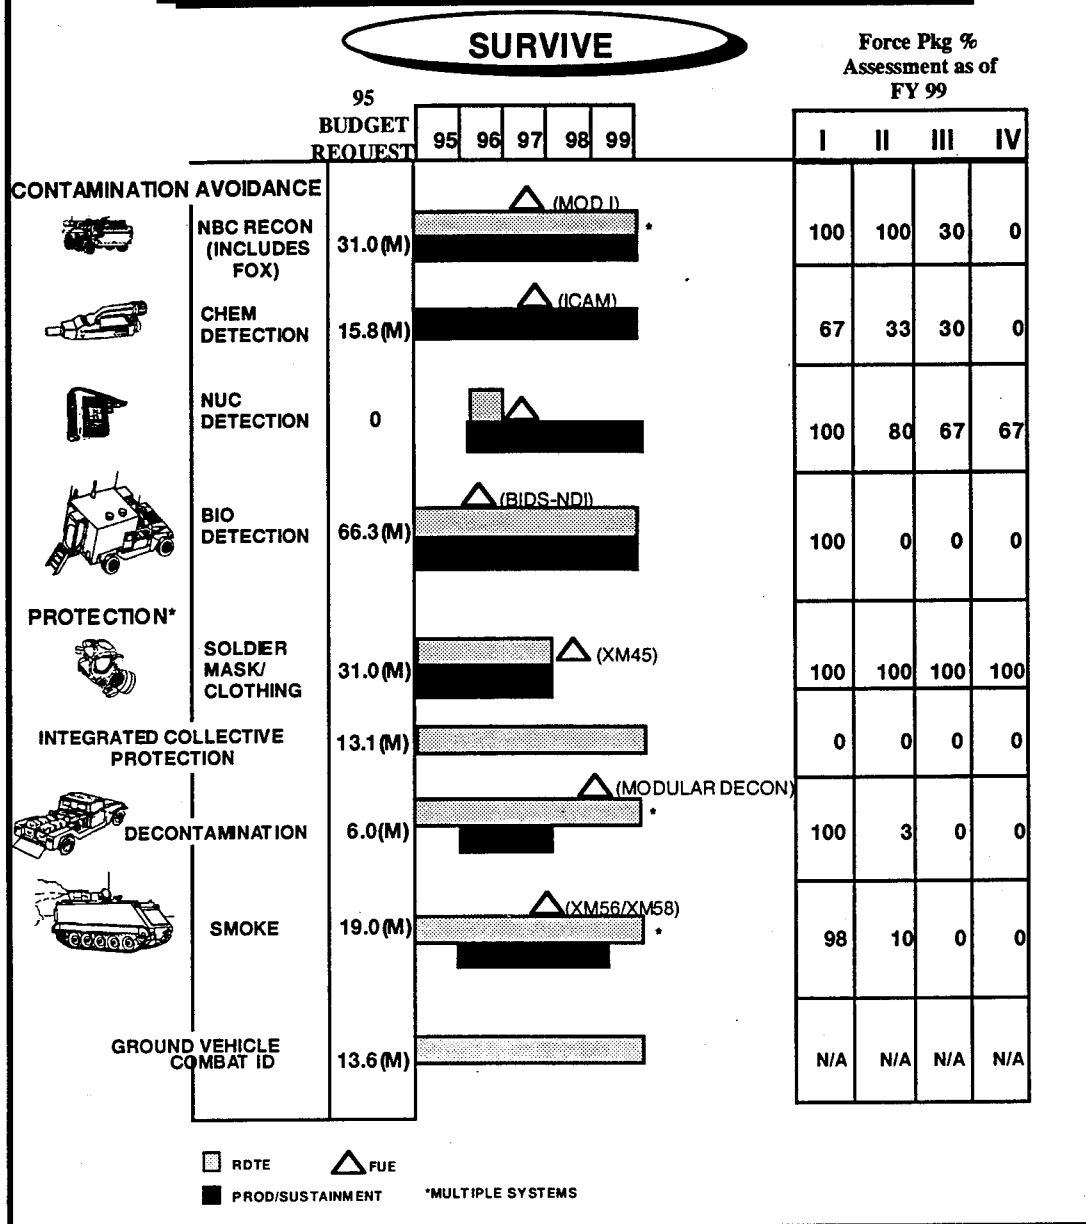 SURVIVE
Force Pkg %
Assessment as of
FY 99
95
BUDGET
REQUEST
95 96 97 98 99
I II III IV
CONTAMINATION AVOIDANCE
(MOD I)
NBC RECON
(INCLUDES
FOX)
31.0(M)
*
100 100 30 0
(ICAM)
CHEM
DETECTION
15.8(M)
67 33 30 0
NUC
DETECTION
0
100 80 67 67
(BIDS-NDI)
BIO
DETECTION
66.3(M)
100 0 0 0
PROTECTION*
SOLDIER
MASK/
CLOTHING
31.0(M)
(XM45)
100 100 100 100
INTEGRATED COLLECTIVE
PROTECTION
13.1(M)
0 0 0 0
(MODULAR DECON)
DECONTAMINATION
6.0(M)
*
100 3 0 0
(XM56/XM58)
SMOKE
19.0(M)
*
98 10 0 0
GROUND VEHICLE
COMBAT ID
13.6(M)
N/A N/A N/A N/A
RDTE
FUE
PROD/SUSTAINMENT
*MULTIPLE SYSTEMS